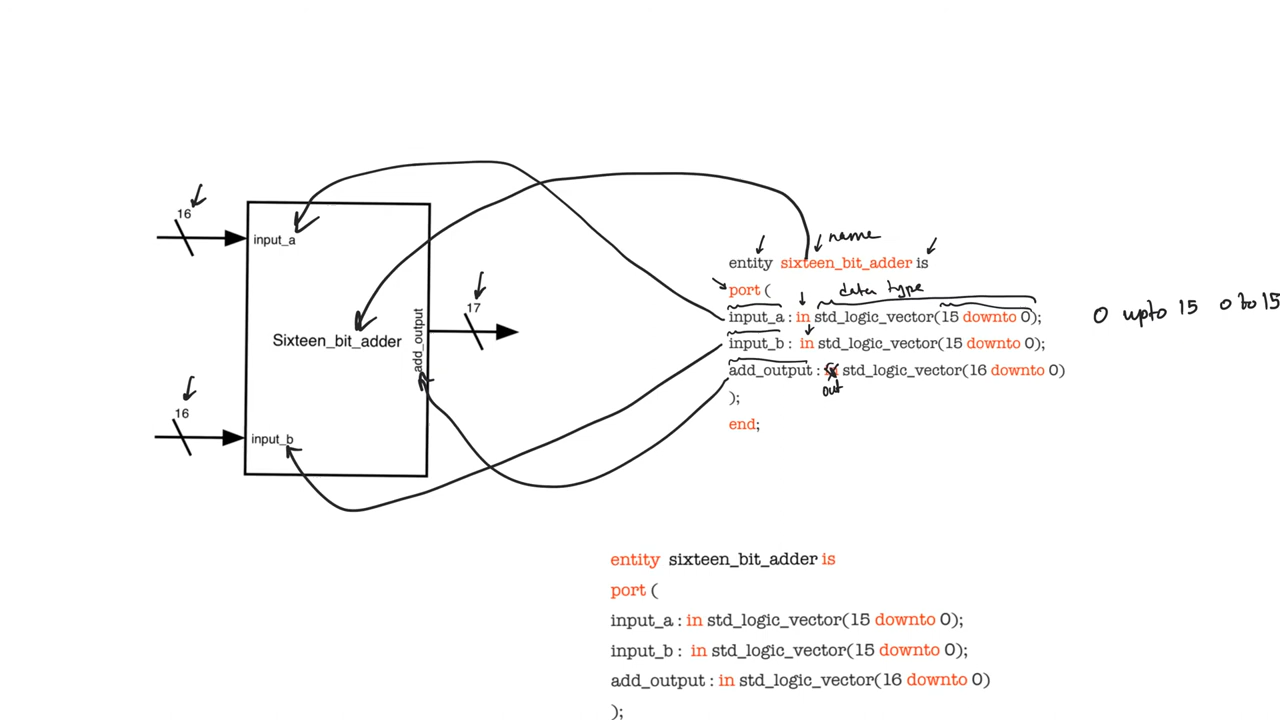 16
input_a
Sixteen_bit_adder
add_output
17
16
input_b
name
entity sixteen_bit_adder is
port (
data type
input_a : in std_logic_vector(15 downto 0);
0 upto 15 0 to 15
input_b : in std_logic_vector(15 downto 0);
add_output : in std_logic_vector(16 downto 0)
out
);
end;
entity sixteen_bit_adder is
port (
input_a : in std_logic_vector(15 downto 0);
input_b : in std_logic_vector(15 downto 0);
add_output : in std_logic_vector(16 downto 0)
);